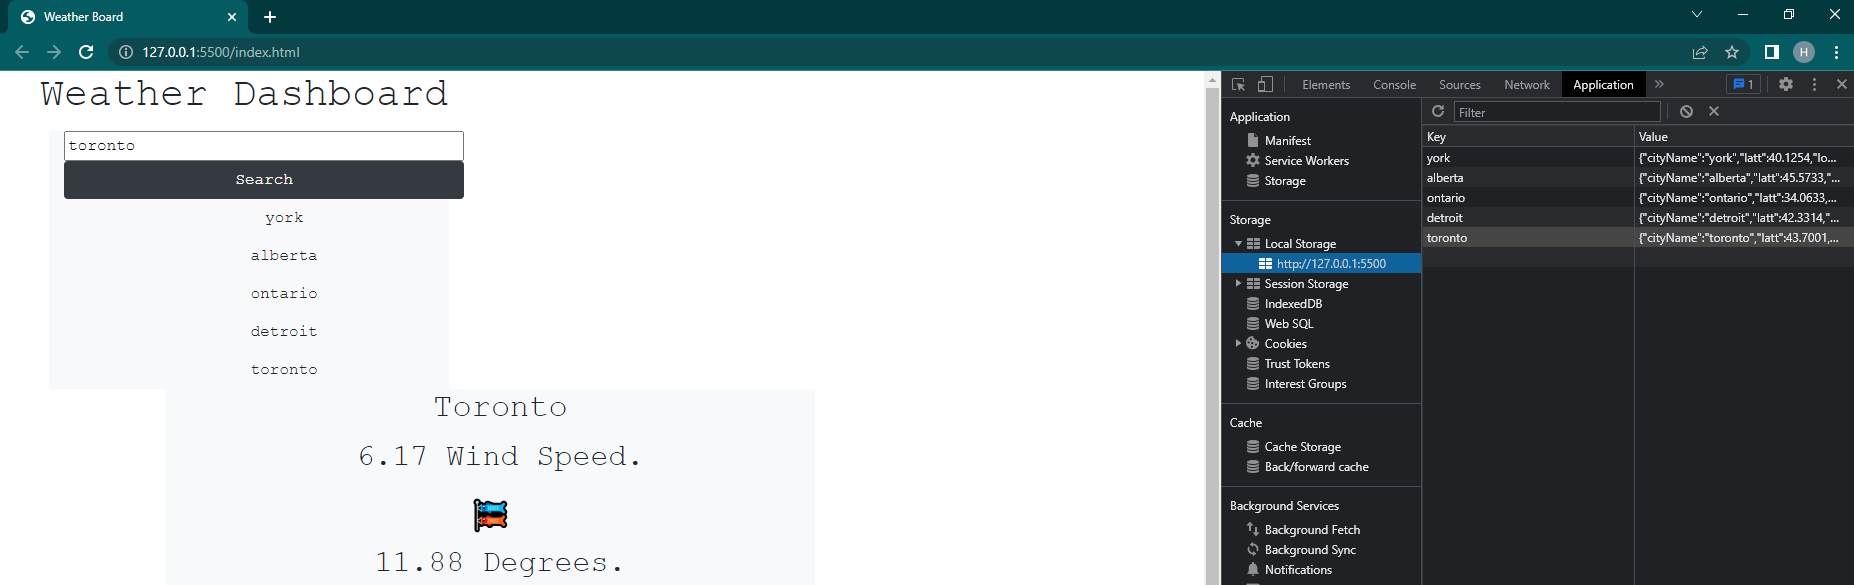 Weather Board
127.0.0.1:5500/index.html
H
Weather Dashboard
toronto
Search
york
alberta
ontario
detroit
toronto
Toronto
6.17 Wind Speed.
11.88 Degrees.
Elements Console Sources Network Application » 1
Application
Manifest
Service Workers
Storage
Storage
Local Storage
http://127.0.0.1:5500
Session Storage
IndexedDB
Web SQL
Cookies
Trust Tokens
Interest Groups
Cache
Cache Storage
Back/forward cache
Background Services
Background Fetch
Background Sync
Notifications
Filter
Key Value
york {"cityName":"york","latt":40.1254,"lo...
alberta {"cityName":"alberta","latt":45.5733,"...
ontario {"cityName":"ontario","latt":34.0633,...
detroit {"cityName":"detroit","latt":42.3314,"...
toronto {"cityName":"toronto","latt":43.7001,...